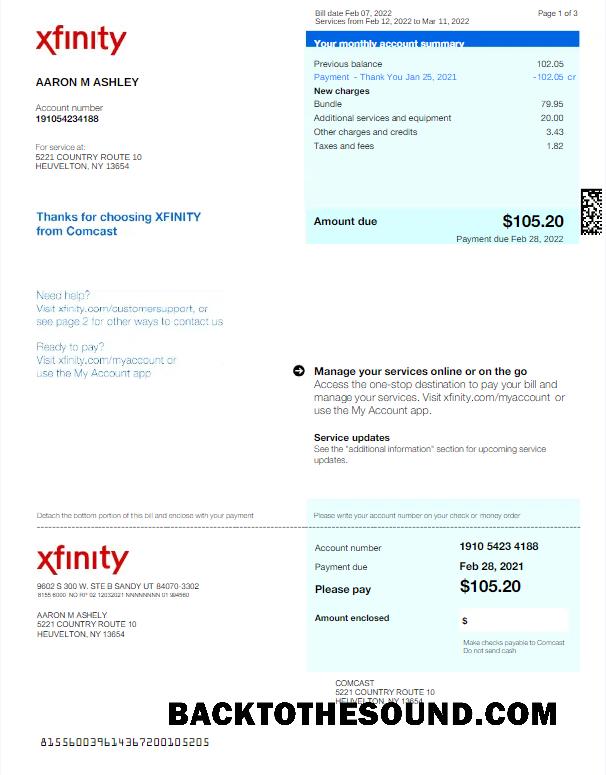 Bill date Feb 07, 2022
Services from Feb 12, 2022 to Mar 11, 2022
Page 1 of 3
xfinity
Your monthly account summary
AARON M ASHLEY
Account number
191054234188
For service at:
5221 COUNTRY ROUTE 10
HEUVELTON, NY 13654
Previous balance 102.05
Payment - Thank You Jan 25, 2021 -102.05 cr
New charges
Bundle 79.95
Additional services and equipment 20.00
Other charges and credits 3.43
Taxes and fees 1.82
Thanks for choosing XFINITY
from Comcast
Amount due $105.20
Payment due Feb 28, 2022
Need help?
Visit xfinity.com/customersupport, or
see page 2 for other ways to contact us
Ready to pay?
Visit xfinity.com/myaccount or
use the My Account app
Manage your services online or on the go
Access the one-stop destination to pay your bill and
manage your services. Visit xfinity.com/myaccount or
use the My Account app.
Service updates
See the "additional information" section for upcoming service
updates.
Detach the bottom portion of this bill and enclose with your payment
Please write your account number on your check or money order
xfinity
9602 S 300 W. STE B SANDY UT 84070-3302
8155 6000 NO RP 02 12032021 NNNNNNNN 01 994560
AARON M ASHELY
5221 COUNTRY ROUTE 10
HEUVELTON, NY 13654
Account number 1910 5423 4188
Payment due Feb 28, 2021
Please pay $105.20
Amount enclosed $
Make checks payable to Comcast
Do not send cash
COMCAST
5221 COUNTRY ROUTE 10
HEUVELTON, NY 13654
BACKTOTHESOUND.COM
815560039614367200105205